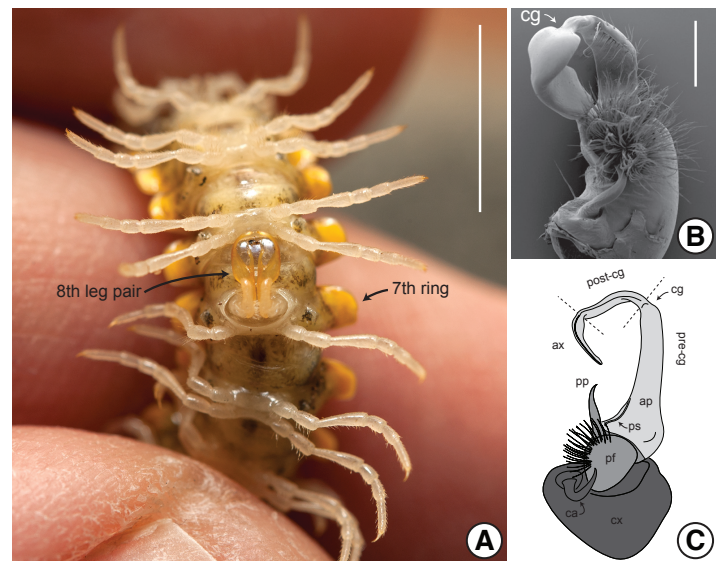 8th leg pair
7th ring
A
cg
B
post-cg
cg
pre-cg
ax
pp
ap
ps
pf
ca
cx
C